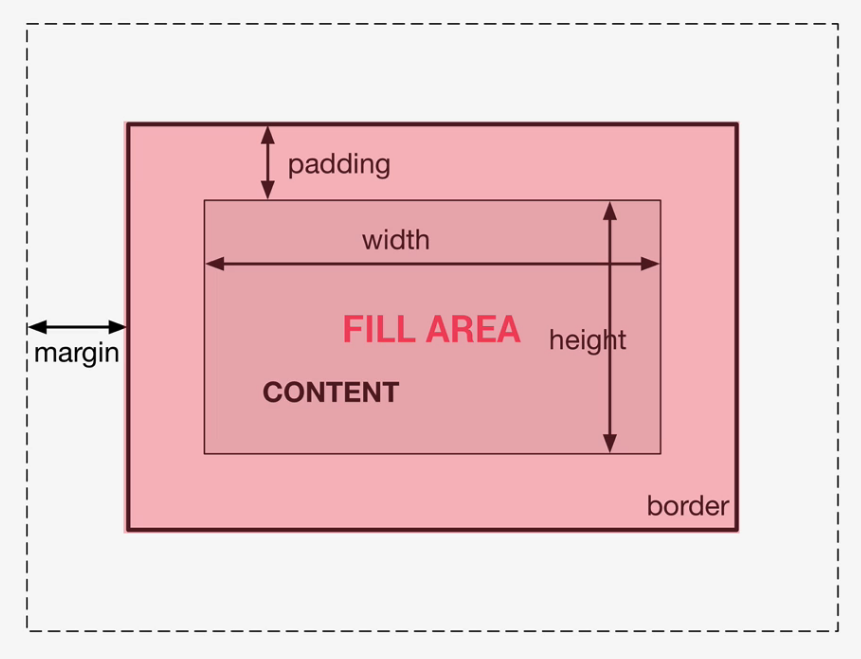 padding
width
FILL AREA
height
margin
CONTENT
border